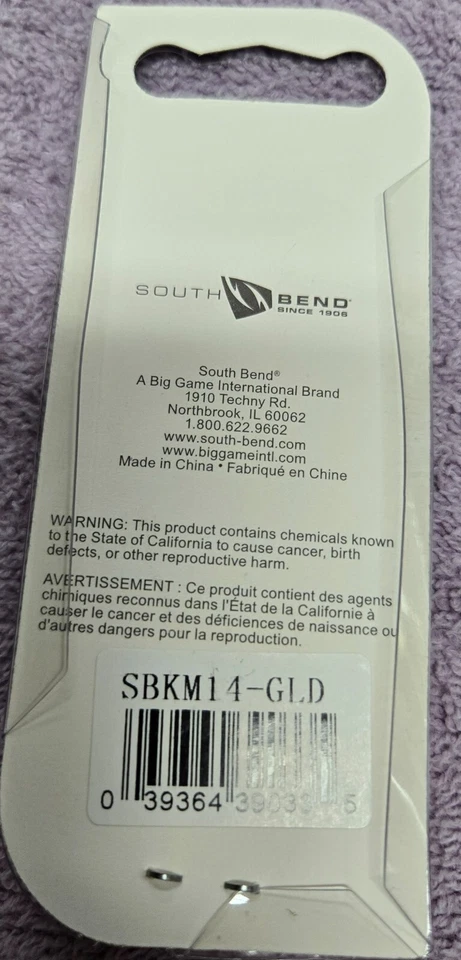 SOUTH BEND®
SINCE 1906
South Bend®
A Big Game International Brand
1910 Techny Rd.
Northbrook, IL 60062
1.800.622.9662
www.south-bend.com
www.biggameintl.com
Made in China • Fabriqué en Chine
WARNING: This product contains chemicals known
to the State of California to cause cancer, birth
defects, or other reproductive harm.
AVERTISSEMENT : Ce produit contient des agents
chimiques reconnus dans l'État de la Californie à
causer le cancer et des déficiences de naissance ou
d'autres dangers pour la reproduction.
SBKM14-GLD
0 39364 39033 5